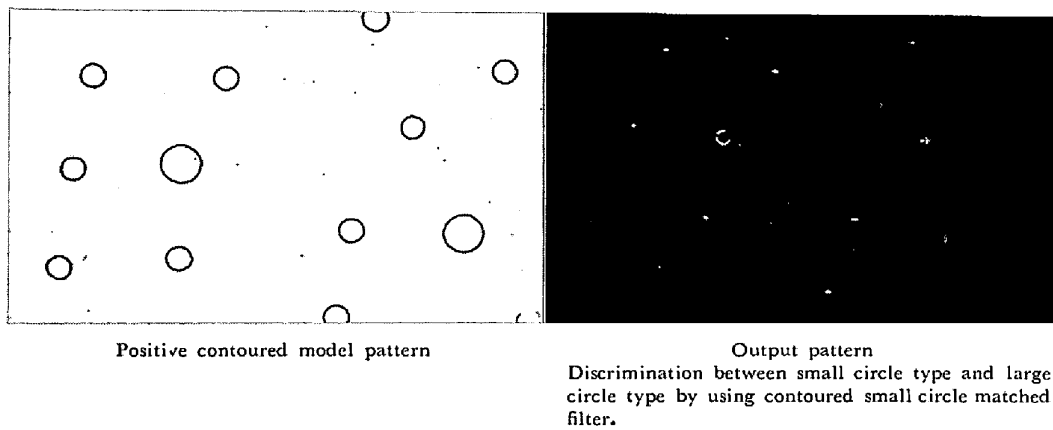 Positive contoured model pattern
Output pattern
Discrimination between small circle type and large
circle type by using contoured small circle matched
filter.